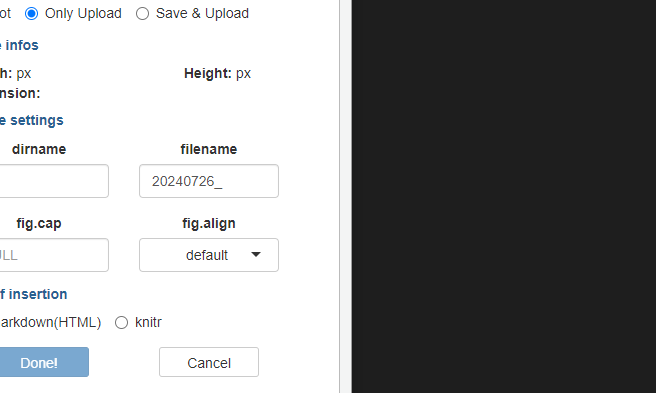 ot Only Upload Save & Upload
e infos
h: px Height: px
nsion:
e settings
dirname filename
20240726_
fig.cap fig.align
ULL default
f insertion
arkdown(HTML) knitr
Done! Cancel